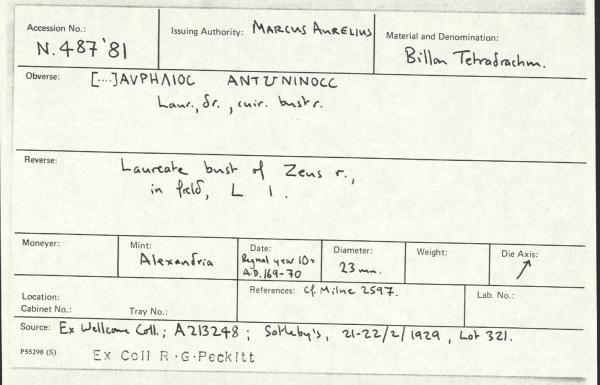 Accession No.:
N.487'81
Issuing Authority: MARCUS AURELIUS
Material and Denomination:
Billon Tetradrachm.
Obverse: [....]AVPHΛIOC ANTΩNINOCC
Laur., dr., cuir. bust r.
Reverse:
Laureate bust of Zeus r.,
in field, L I.
Moneyer:
Mint:
Alexandria
Date:
Regnal year 10=
A.D.169-70
Diameter:
23 mm.
Weight:
Die Axis:
↗
Location:
Cabinet No.: Tray No.:
References: Cf. Milne 2597.
Lab. No.:
Source: Ex Wellcome Coll.; A213248; Sotheby's, 21-22/2/1929, Lot 321.
P55298 (S)
Ex Coll R.G.Peckitt